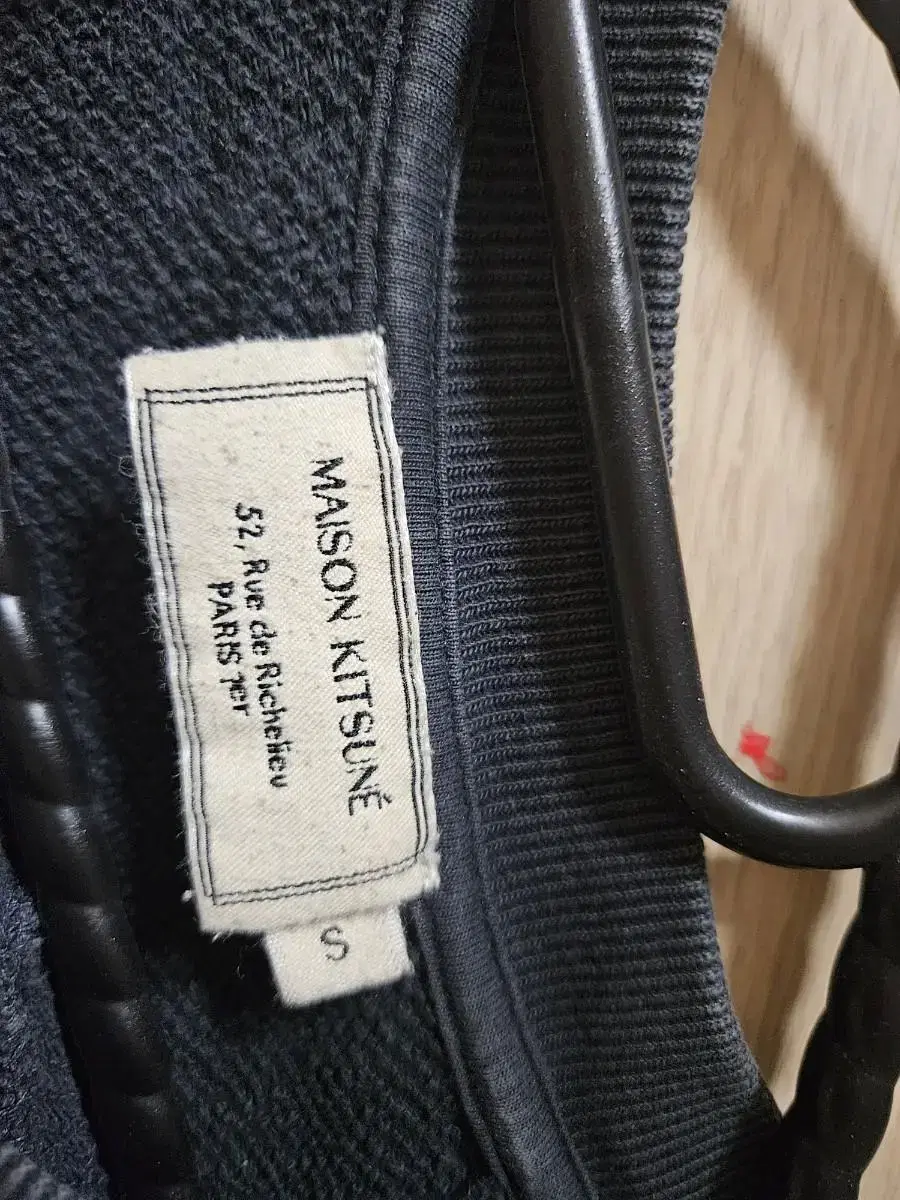 MAISON KITSUNÉ
52, Rue de Richelieu
PARIS 1er
S